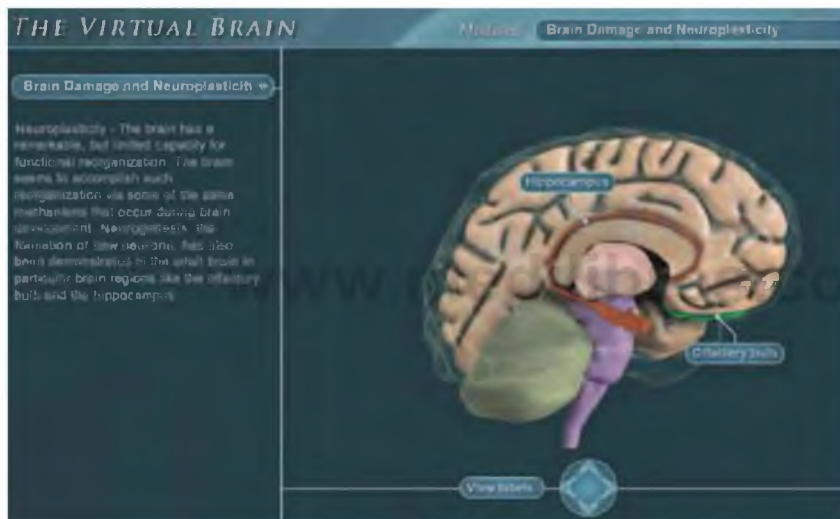 THE VIRTUAL BRAIN
Module: Brain Damage and Neuroplasticity
Brain Damage and Neuroplasticity
Neuroplasticity - The brain has a
remarkable, but limited capacity for
functional reorganization. The brain
seems to accomplish such
reorganization via some of the same
mechanisms that occur during brain
development. Neurogenesis, the
formation of new neurons, has also
been demonstrated in the adult brain in
particular brain regions like the olfactory
bulb and the hippocampus
Hippocampus
Olfactory bulb
View labels